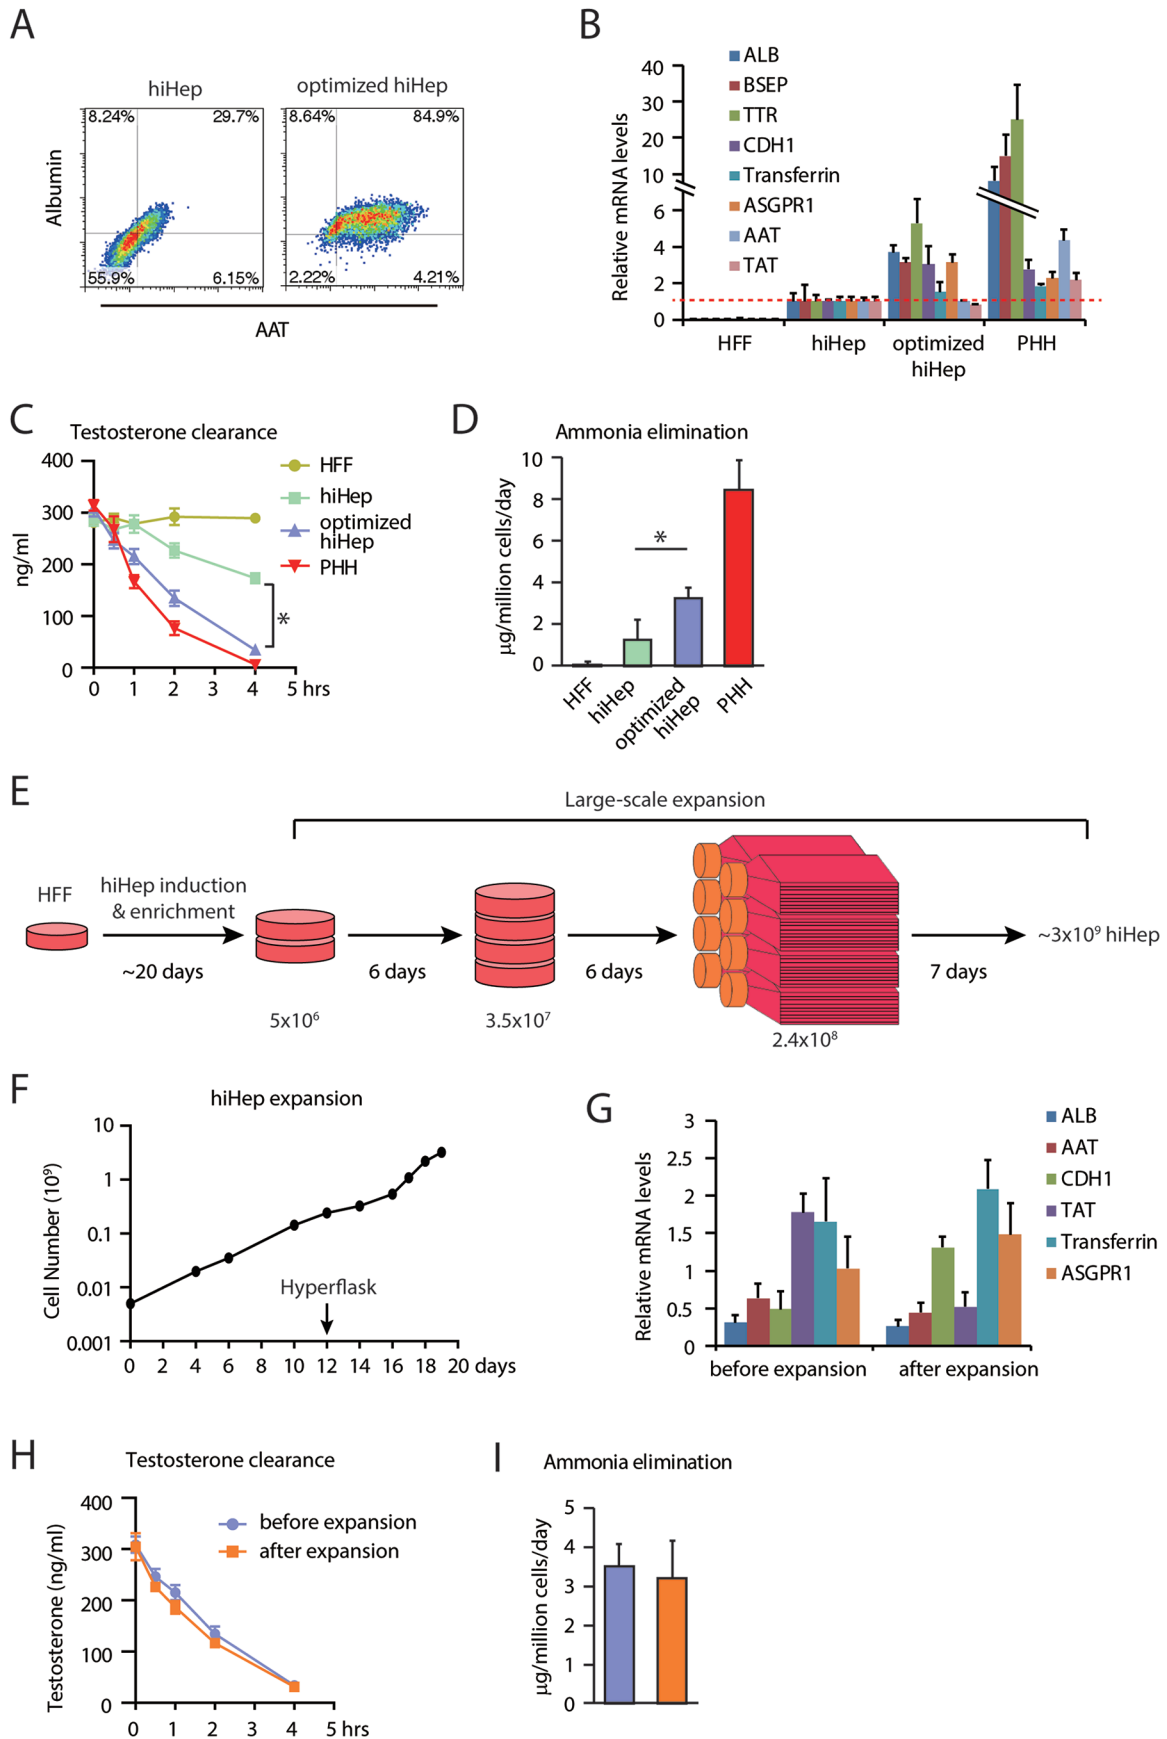 A
hiHep
optimized hiHep
8.24%
29.7%
8.64%
84.9%
55.9%
6.15%
2.22%
4.21%
Albumin
AAT
B
Relative mRNA levels
40
30
20
10
6
4
2
0
ALB
BSEP
TTR
CDH1
Transferrin
ASGPR1
AAT
TAT
HFF
hiHep
optimized
hiHep
PHH
C
Testosterone clearance
ng/ml
400
300
200
100
0
0 1 2 3 4 5 hrs
HFF
hiHep
optimized
hiHep
PHH
*
D
Ammonia elimination
µg/million cells/day
10
8
6
4
2
0
*
HFF
hiHep
optimized
hiHep
PHH
E
Large-scale expansion
HFF
hiHep induction
& enrichment
~20 days
6 days
6 days
7 days
~3x10⁹ hiHep
5x10⁶
3.5x10⁷
2.4x10⁸
F
hiHep expansion
Cell Number (10⁹)
10
1
0.1
0.01
0.001
Hyperflask
0 2 4 6 8 10 12 14 16 18 20 days
G
Relative mRNA levels
3
2.5
2
1.5
1
0.5
0
ALB
AAT
CDH1
TAT
Transferrin
ASGPR1
before expansion
after expansion
H
Testosterone clearance
Testosterone (ng/ml)
400
300
200
100
0
before expansion
after expansion
0 1 2 3 4 5 hrs
I
Ammonia elimination
µg/million cells/day
5
4
3
2
1
0